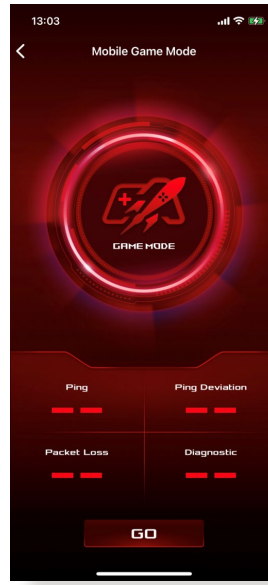 13:03
Mobile Game Mode
GAME MODE
Ping
Ping Deviation
-- --
Packet Loss
Diagnostic
-- --
GO